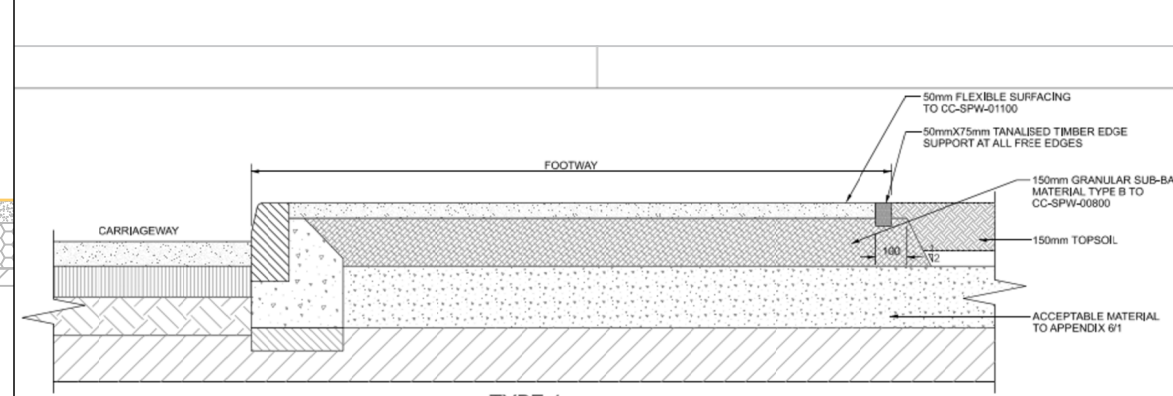 50mm FLEXIBLE SURFACING
TO CC-SPW-01100
50mmX75mm TANALISED TIMBER EDGE
SUPPORT AT ALL FREE EDGES
FOOTWAY
150mm GRANULAR SUB-BA
MATERIAL TYPE B TO
CC-SPW-00800
CARRIAGEWAY
150mm TOPSOIL
100
1
2
ACCEPTABLE MATERIAL
TO APPENDIX 6/1